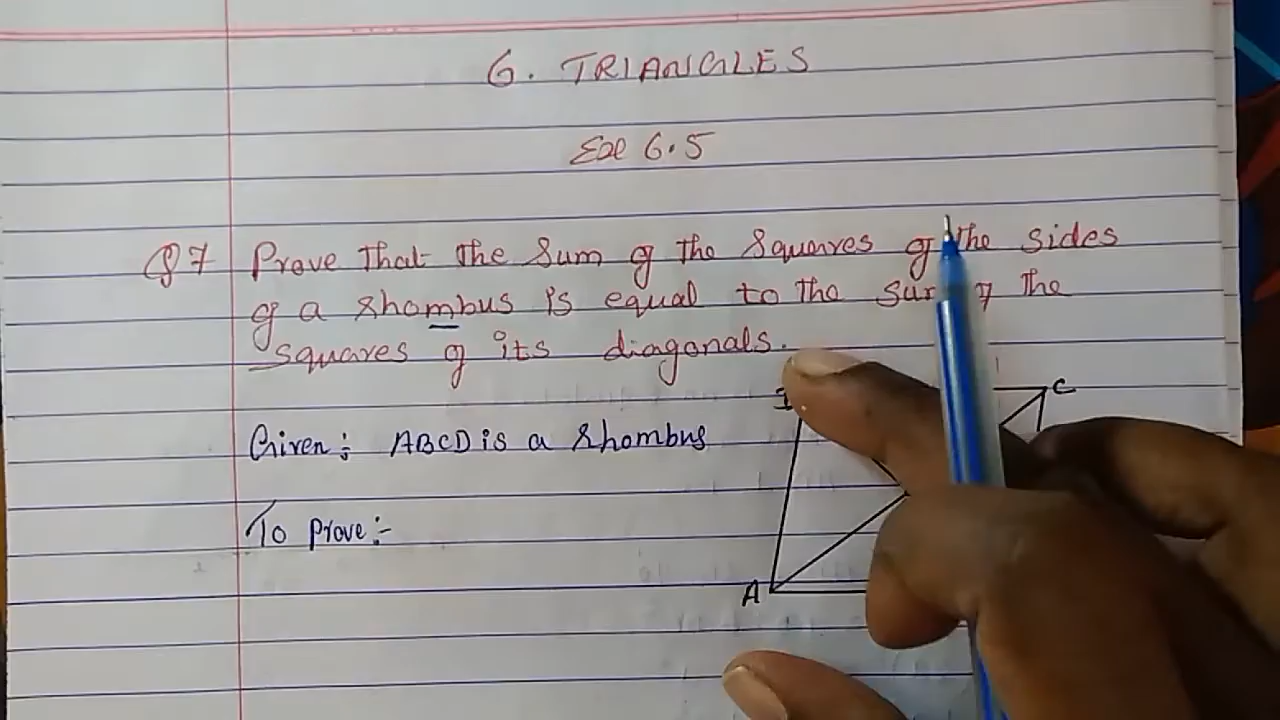 6. TRIANGLES
Exe 6.5
Q7 Prove that the Sum of the Squares of the sides
of a rhombus is equal to the of the
squares of its diagonals.
Given : ABCD is a rhombus
C
To Prove :-
A